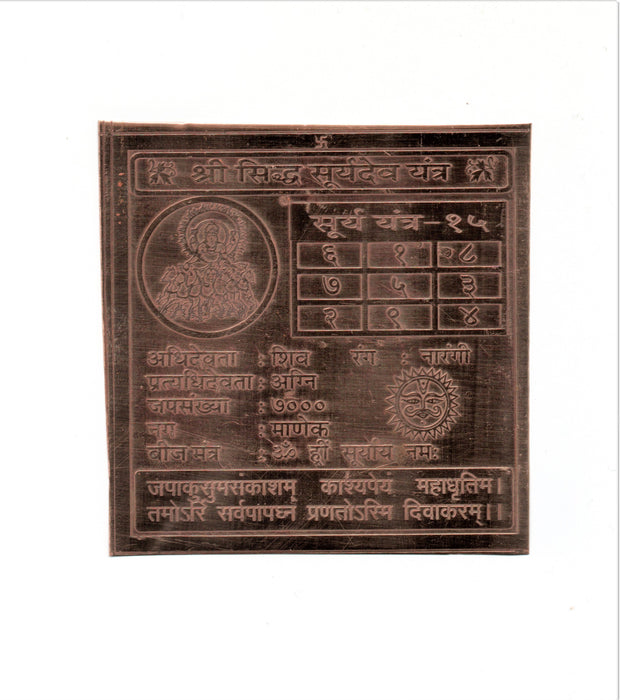 श्री सिद्ध सूर्यदेव यंत्र
सूर्य यंत्र-१५
६ १ ८
७ ५ ३
२ ९ ४
अधिदेवता : शिव रंग : नारंगी
प्रत्यधिदेवता : अग्नि
जपसंख्या : ७०००
नग : माणेक
बीज मंत्र : ॐ ह्रीं सूर्याय नमः
जपाकुसुमसंकाशम् काश्यपेयं महाधृतिम।
तमोऽरिं सर्वपापघ्नं प्रणतोऽस्मि दिवाकरम्।।